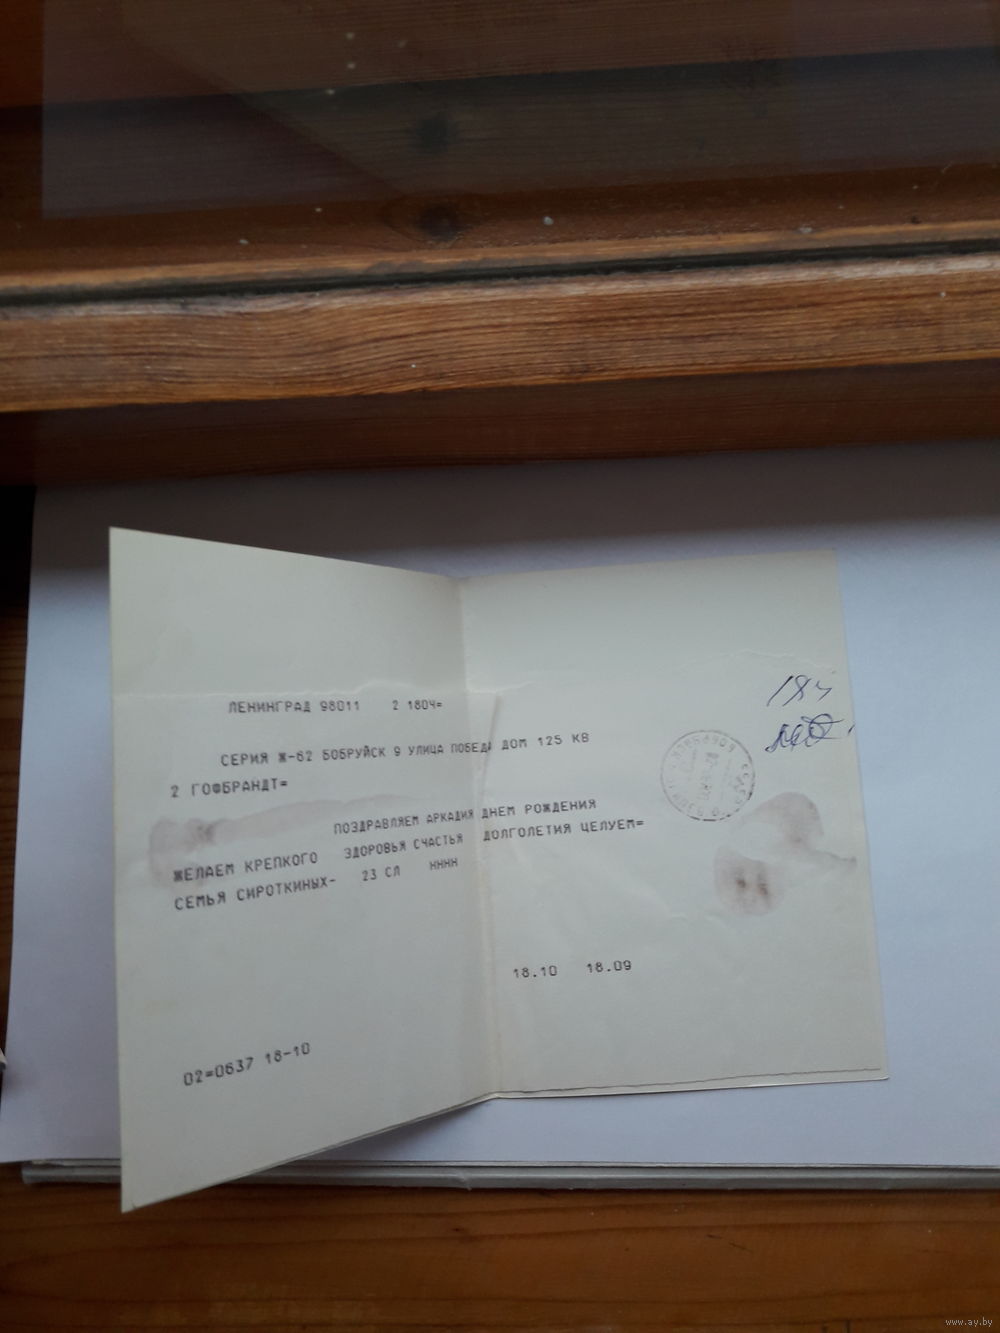 ЛЕНИНГРАД 98011 2 1804=
СЕРИЯ Ж-62 БОБРУЙСК 9 УЛИЦА ПОБЕДА ДОМ 125 КВ
2 ГОФБРАНДТ=
ПОЗДРАВЛЯЕМ АРКАДИЯ ДНЕМ РОЖДЕНИЯ
ЖЕЛАЕМ КРЕПКОГО ЗДОРОВЬЯ СЧАСТЬЯ ДОЛГОЛЕТИЯ ЦЕЛУЕМ=
СЕМЬЯ СИРОТКИНЫХ- 23 СЛ НННН
18.10 18.09
02=0637 18-10
www.ay.by